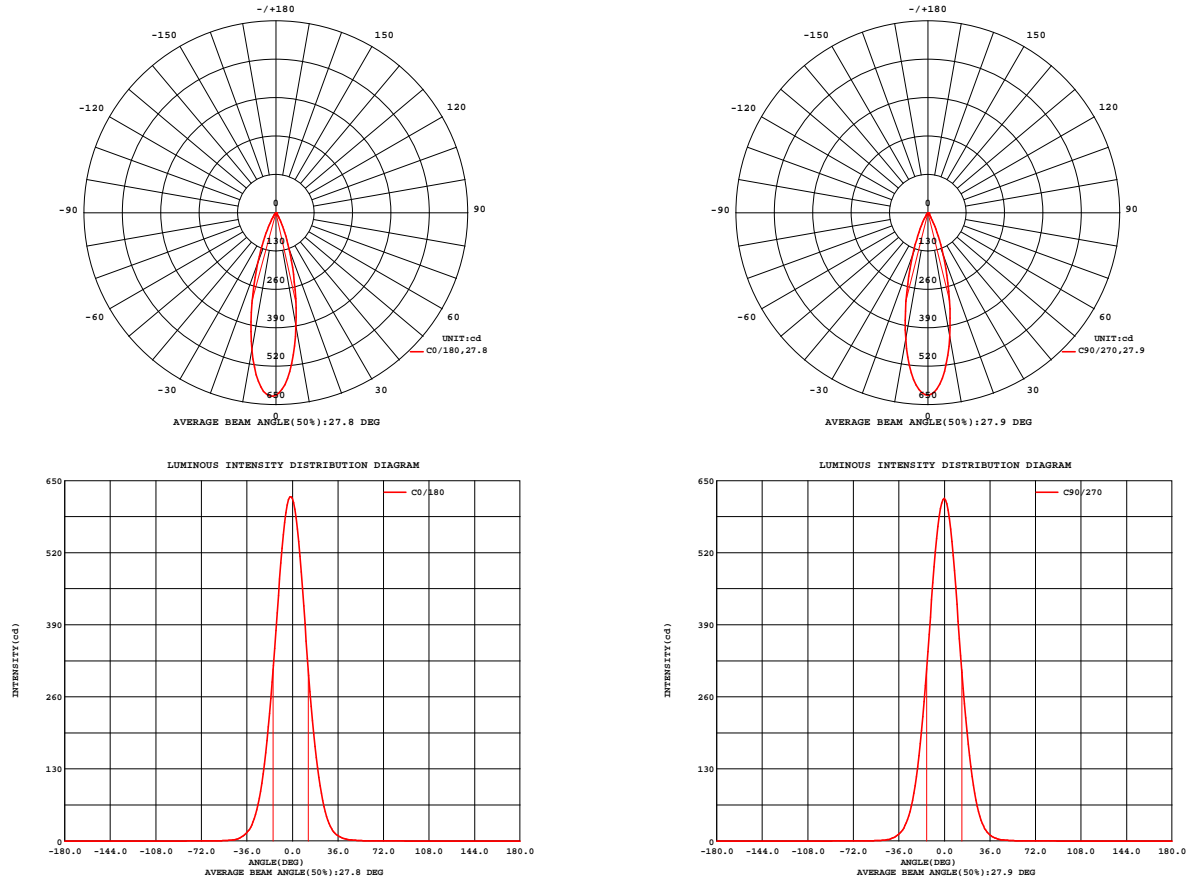 -/+180
-150 150
-120 120
-90 90
-60 60
-30 30
0
130
260
390
520
650
0
UNIT:cd
C0/180,27.8
AVERAGE BEAM ANGLE(50%):27.8 DEG
-/+180
-150 150
-120 120
-90 90
-60 60
-30 30
0
130
260
390
520
650
0
UNIT:cd
C90/270,27.9
AVERAGE BEAM ANGLE(50%):27.9 DEG
LUMINOUS INTENSITY DISTRIBUTION DIAGRAM
C0/180
INTENSITY(cd)
650
520
390
260
130
0
-180.0 -144.0 -108.0 -72.0 -36.0 0.0 36.0 72.0 108.0 144.0 180.0
ANGLE(DEG)
AVERAGE BEAM ANGLE(50%):27.8 DEG
LUMINOUS INTENSITY DISTRIBUTION DIAGRAM
C90/270
INTENSITY(cd)
650
520
390
260
130
0
-180.0 -144.0 -108.0 -72.0 -36.0 0.0 36.0 72.0 108.0 144.0 180.0
ANGLE(DEG)
AVERAGE BEAM ANGLE(50%):27.9 DEG